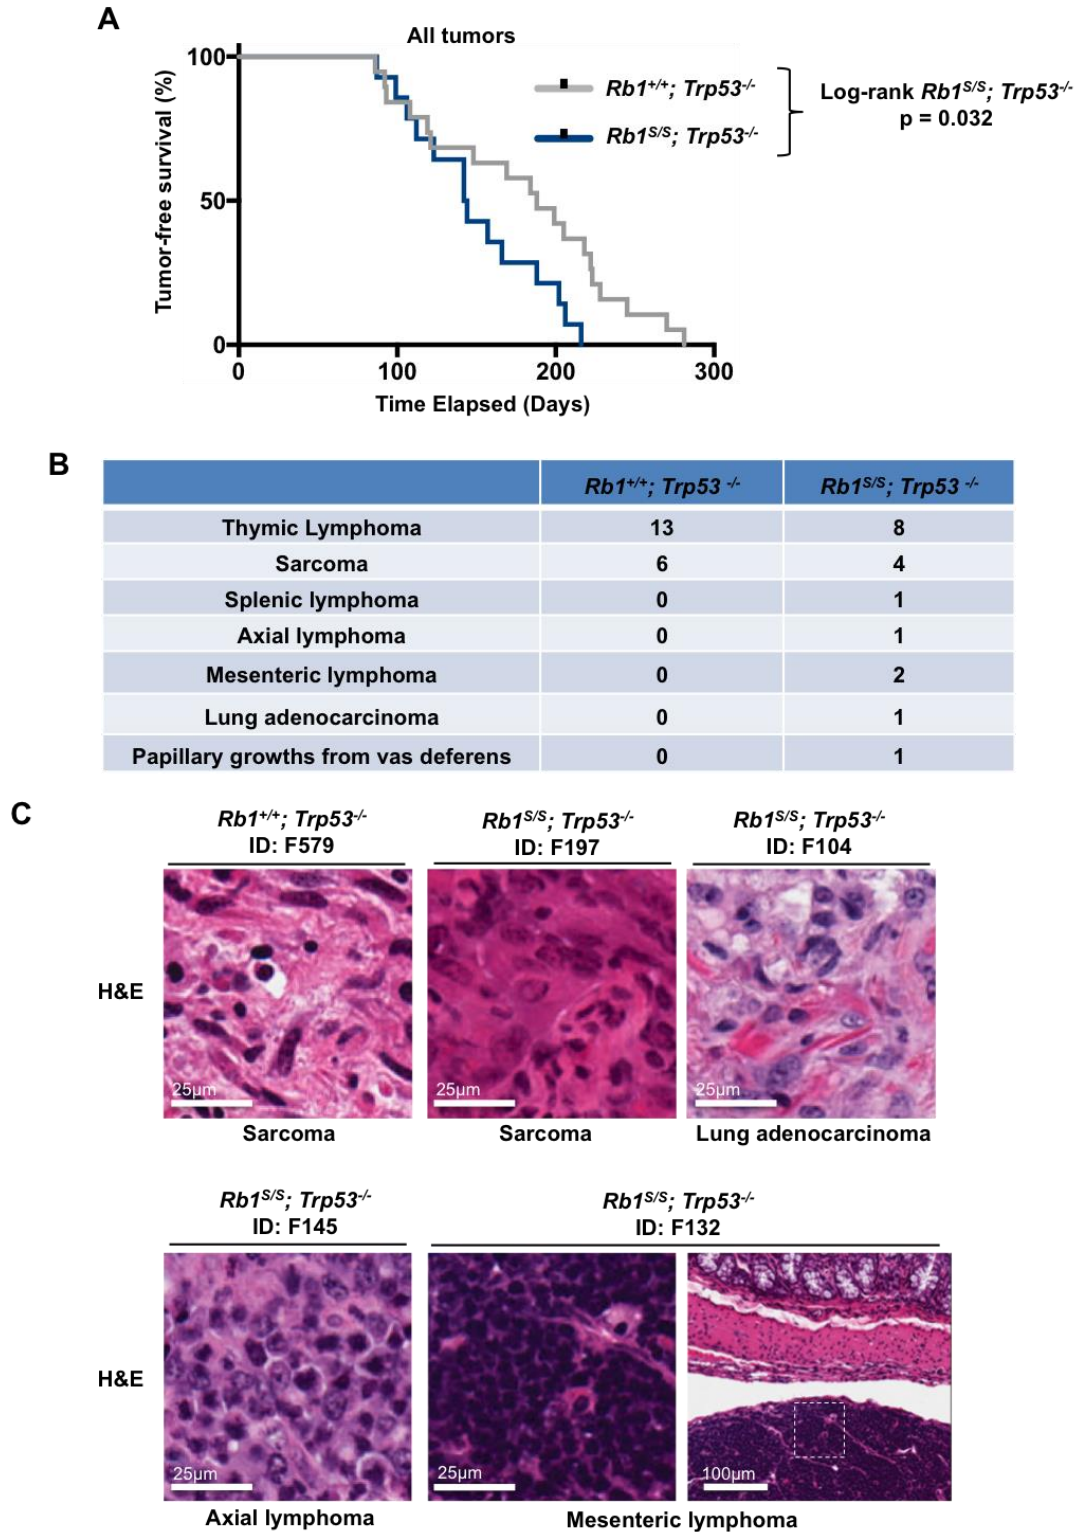 A
All tumors
Tumor-free survival (%)
100
50
0
0 100 200 300
Time Elapsed (Days)
Rb1+/+; Trp53-/-
Rb1S/S; Trp53-/-
Log-rank Rb1S/S; Trp53-/-
p = 0.032
B
Rb1+/+; Trp53 -/- Rb1S/S; Trp53 -/-
Thymic Lymphoma 13 8
Sarcoma 6 4
Splenic lymphoma 0 1
Axial lymphoma 0 1
Mesenteric lymphoma 0 2
Lung adenocarcinoma 0 1
Papillary growths from vas deferens 0 1
C
Rb1+/+; Trp53-/-
ID: F579
Rb1S/S; Trp53-/-
ID: F197
Rb1S/S; Trp53-/-
ID: F104
H&E
25µm
25µm
25µm
Sarcoma
Sarcoma
Lung adenocarcinoma
Rb1S/S; Trp53-/-
ID: F145
Rb1S/S; Trp53-/-
ID: F132
H&E
25µm
25µm
100µm
Axial lymphoma
Mesenteric lymphoma